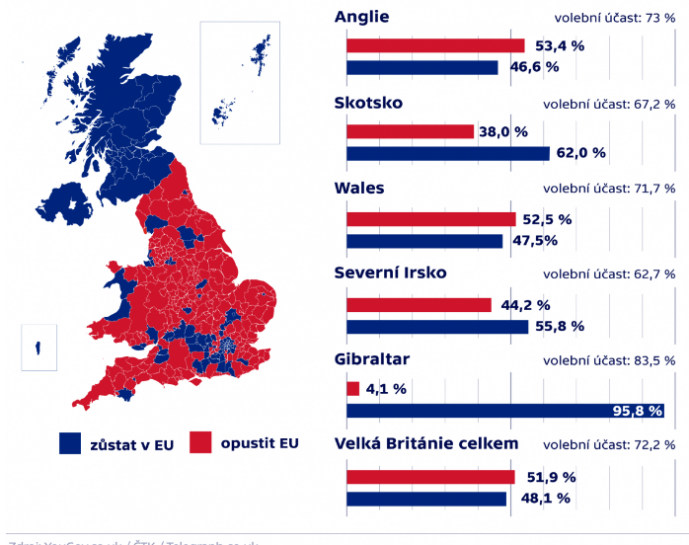 Anglie volební účast: 73 %
53,4 %
46,6 %
Skotsko volební účast: 67,2 %
38,0 %
62,0 %
Wales volební účast: 71,7 %
52,5 %
47,5%
Severní Irsko volební účast: 62,7 %
44,2 %
55,8 %
Gibraltar volební účast: 83,5 %
4,1 %
95,8 %
zůstat v EU opustit EU
Velká Británie celkem volební účast: 72,2 %
51,9 %
48,1 %